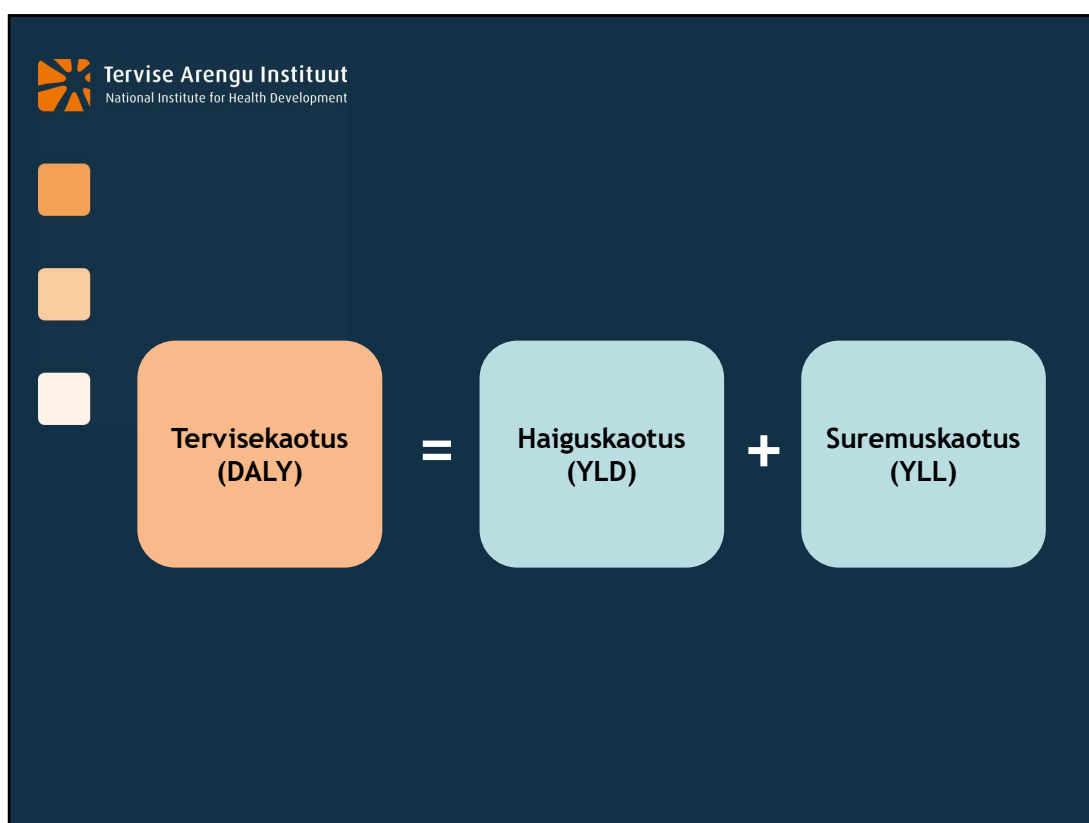 Tervise Arengu Instituut
National Institute for Health Development
Tervisekaotus
(DALY)
=
Haiguskaotus
(YLD)
+
Suremuskaotus
(YLL)